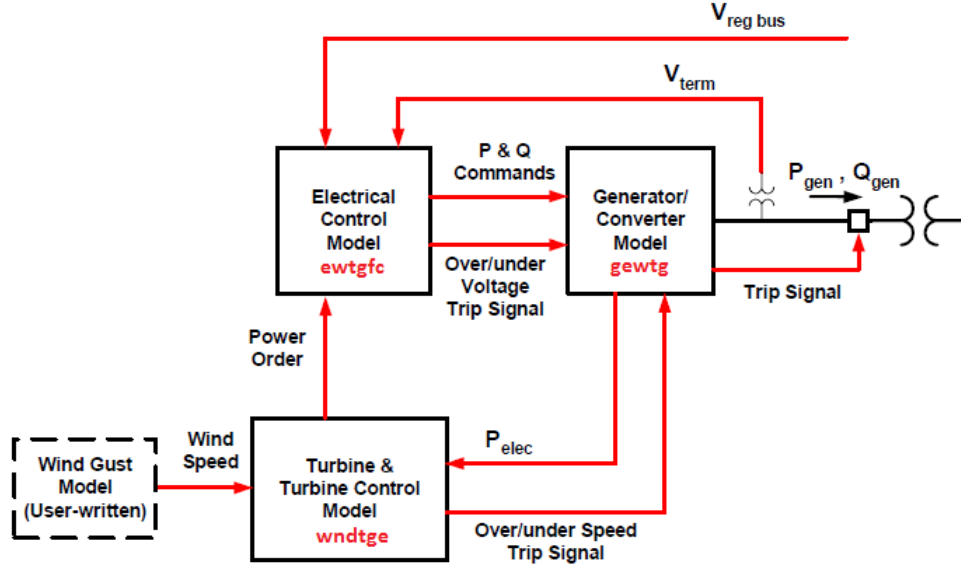 V reg bus
V term
P & Q
Commands
P gen , Q gen
Electrical
Control
Model
ewtgfc
Generator/
Converter
Model
gewtg
Over/under
Voltage
Trip Signal
Trip Signal
Power
Order
Wind
Speed
P elec
Wind Gust
Model
(User-written)
Turbine &
Turbine Control
Model
wndtge
Over/under Speed
Trip Signal